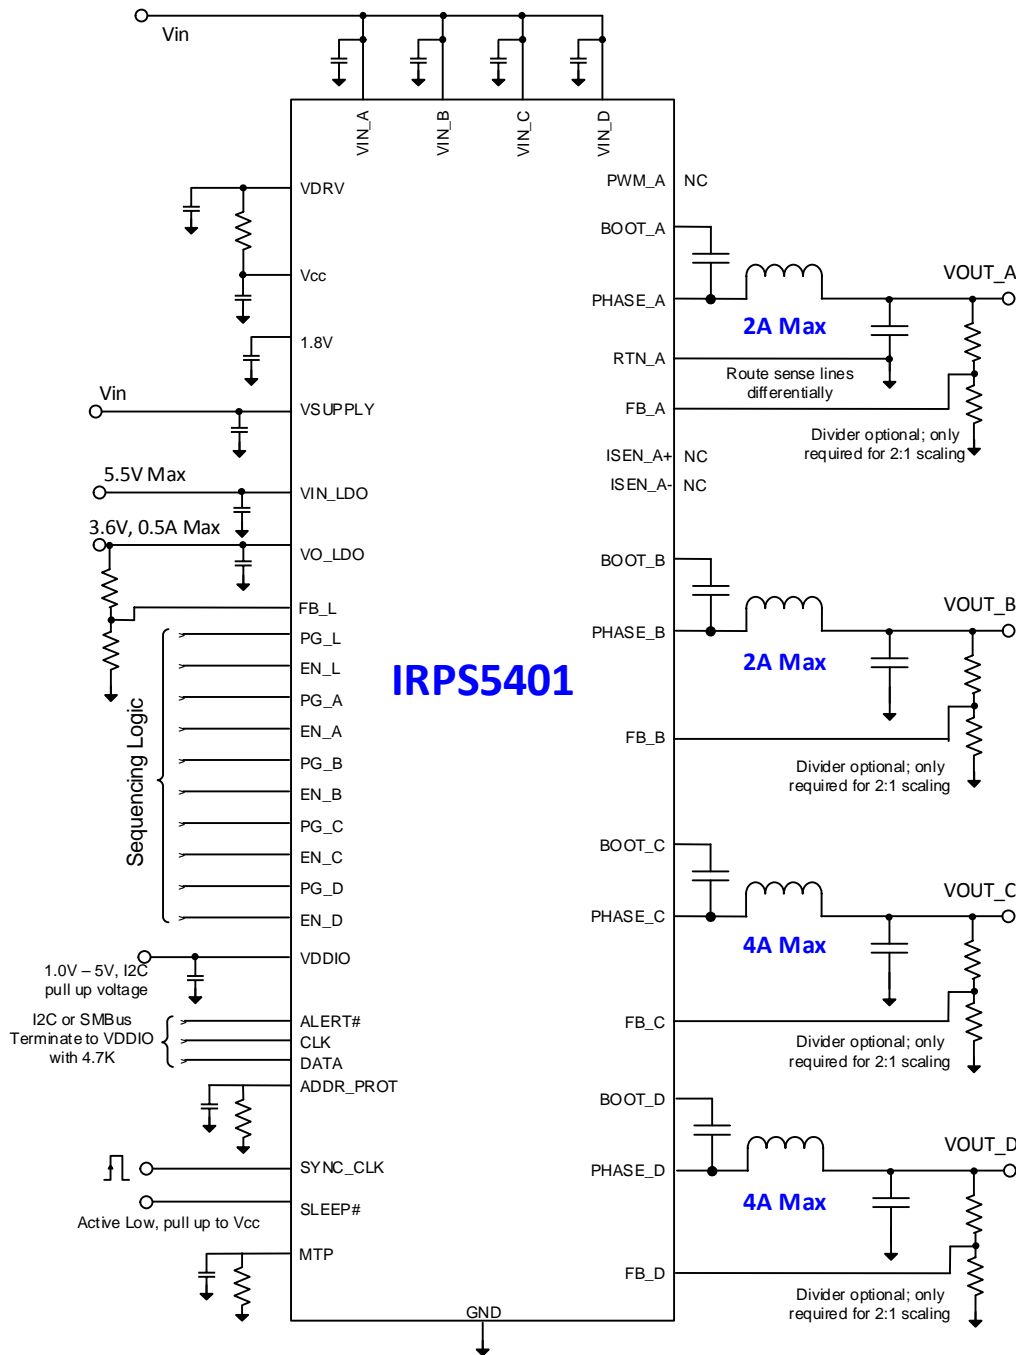 Vin
VIN_A
VIN_B
VIN_C
VIN_D
VDRV
Vcc
1.8V
Vin
VSUPPLY
5.5V Max
VIN_LDO
3.6V, 0.5A Max
VO_LDO
FB_L
Sequencing Logic
PG_L
EN_L
PG_A
EN_A
PG_B
EN_B
PG_C
EN_C
PG_D
EN_D
VDDIO
1.0V – 5V, I2C
pull up voltage
I2C or SMBus
Terminate to VDDIO
with 4.7K
ALERT#
CLK
DATA
ADDR_PROT
SYNC_CLK
SLEEP#
Active Low, pull up to Vcc
MTP
GND
IRPS5401
PWM_A NC
BOOT_A
PHASE_A
VOUT_A
2A Max
RTN_A
Route sense lines
differentially
FB_A
Divider optional; only
required for 2:1 scaling
ISEN_A+ NC
ISEN_A- NC
BOOT_B
VOUT_B
PHASE_B
2A Max
FB_B
Divider optional; only
required for 2:1 scaling
BOOT_C
VOUT_C
PHASE_C
4A Max
FB_C
Divider optional; only
required for 2:1 scaling
BOOT_D
VOUT_D
PHASE_D
4A Max
FB_D
Divider optional; only
required for 2:1 scaling